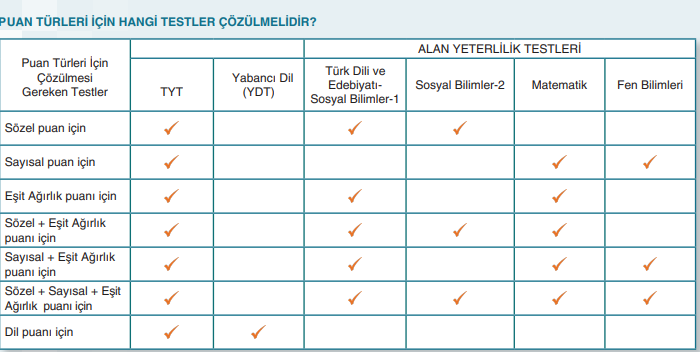 PUAN TÜRLERİ İÇİN HANGİ TESTLER ÇÖZÜLMELİDİR?
Puan Türleri İçin
Çözülmesi
Gereken Testler
TYT
Yabancı Dil
(YDT)
ALAN YETERLİLİK TESTLERİ
Türk Dili ve
Edebiyatı-
Sosyal Bilimler-1
Sosyal Bilimler-2
Matematik
Fen Bilimleri
Sözel puan için
✓ ✓ ✓
Sayısal puan için
✓ ✓ ✓
Eşit Ağırlık puanı için
✓ ✓ ✓
Sözel + Eşit Ağırlık
puanı için
✓ ✓ ✓ ✓
Sayısal + Eşit Ağırlık
puanı için
✓ ✓ ✓ ✓
Sözel + Sayısal + Eşit
Ağırlık puanı için
✓ ✓ ✓ ✓ ✓
Dil puanı için
✓ ✓